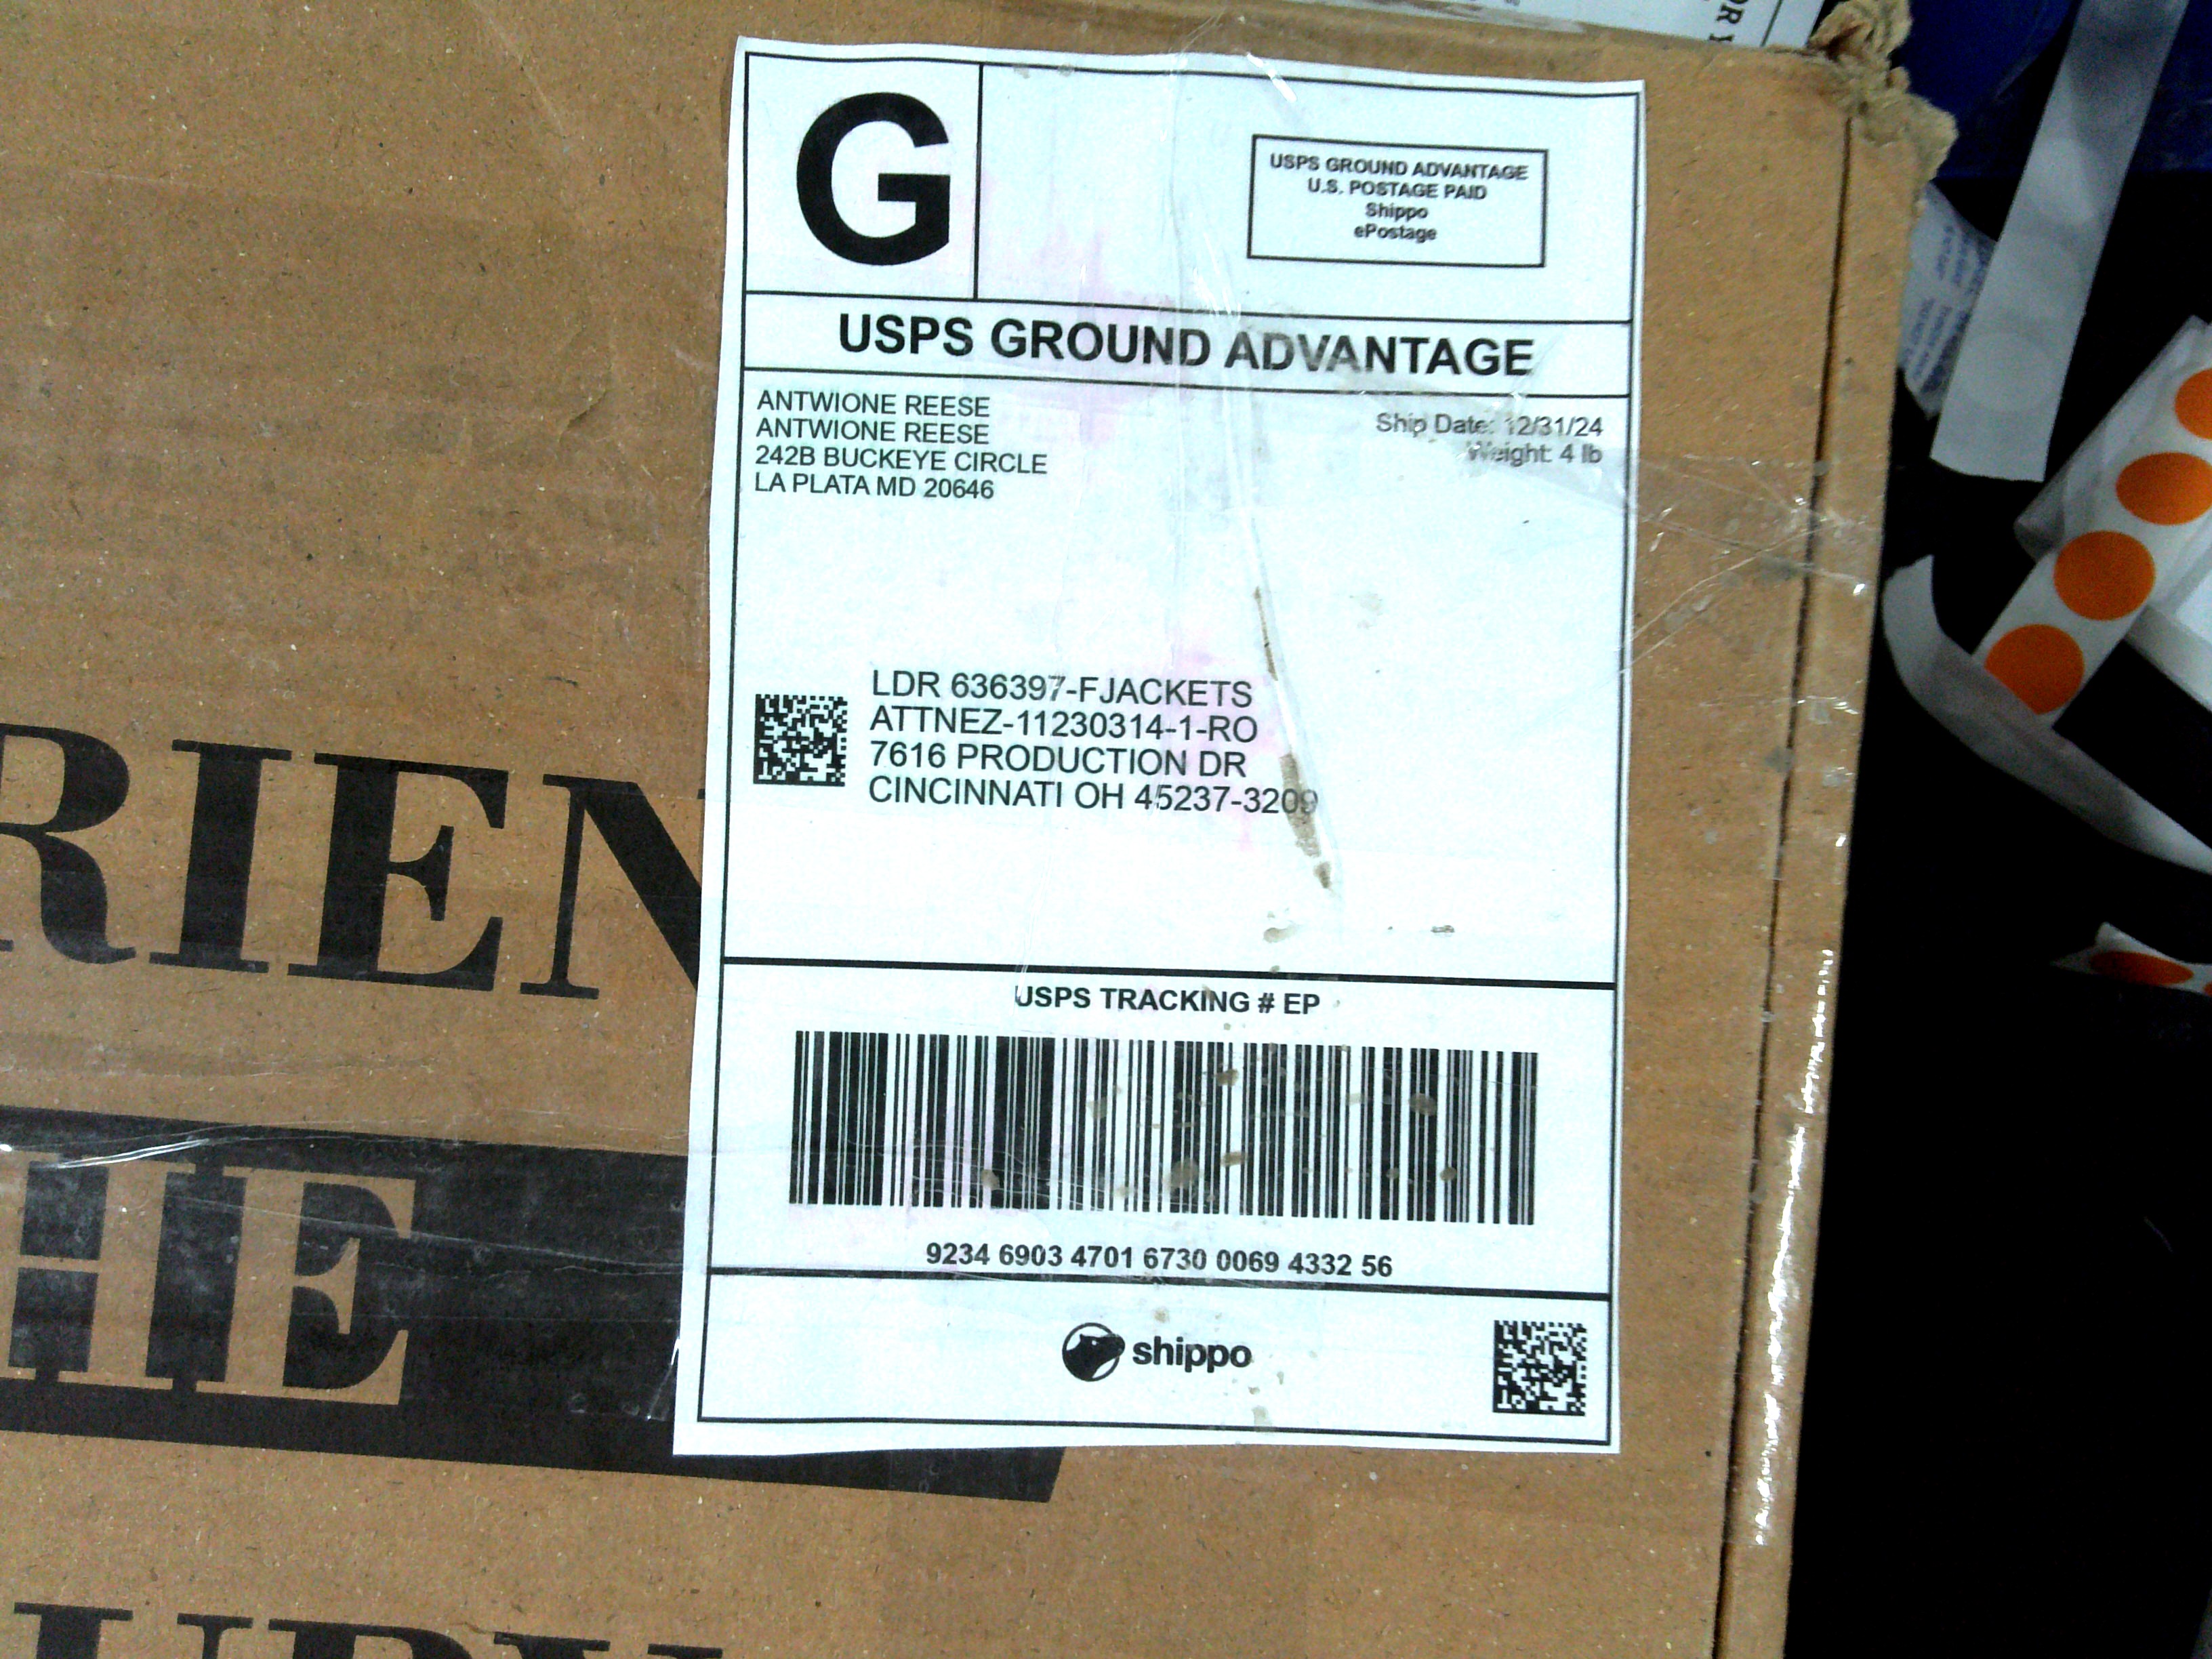 G
USPS GROUND ADVANTAGE
U.S. POSTAGE PAID
Shippo
ePostage
USPS GROUND ADVANTAGE
ANTWIONE REESE
ANTWIONE REESE
242B BUCKEYE CIRCLE
LA PLATA MD 20646
Ship Date: 12/31/24
Weight: 4 lb
LDR 636397-FJACKETS
ATTNEZ-11230314-1-RO
7616 PRODUCTION DR
CINCINNATI OH 45237-3209
USPS TRACKING # EP
9234 6903 4701 6730 0069 4332 56
shippo
RIEN
HE